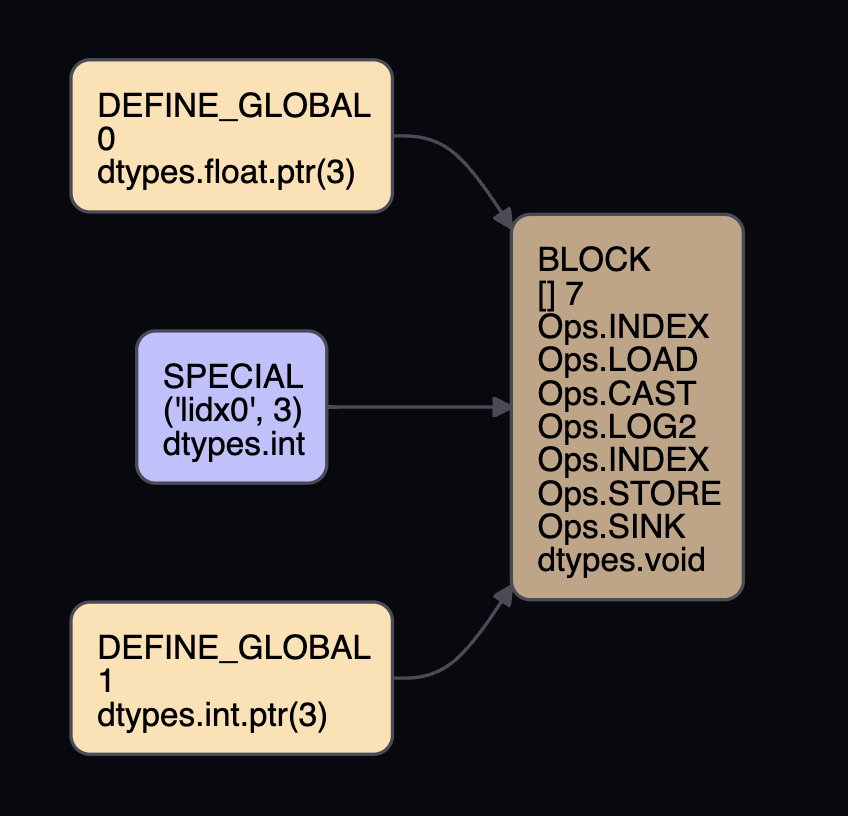 DEFINE_GLOBAL
0
dtypes.float.ptr(3)
SPECIAL
('lidx0', 3)
dtypes.int
DEFINE_GLOBAL
1
dtypes.int.ptr(3)
BLOCK
[] 7
Ops.INDEX
Ops.LOAD
Ops.CAST
Ops.LOG2
Ops.INDEX
Ops.STORE
Ops.SINK
dtypes.void